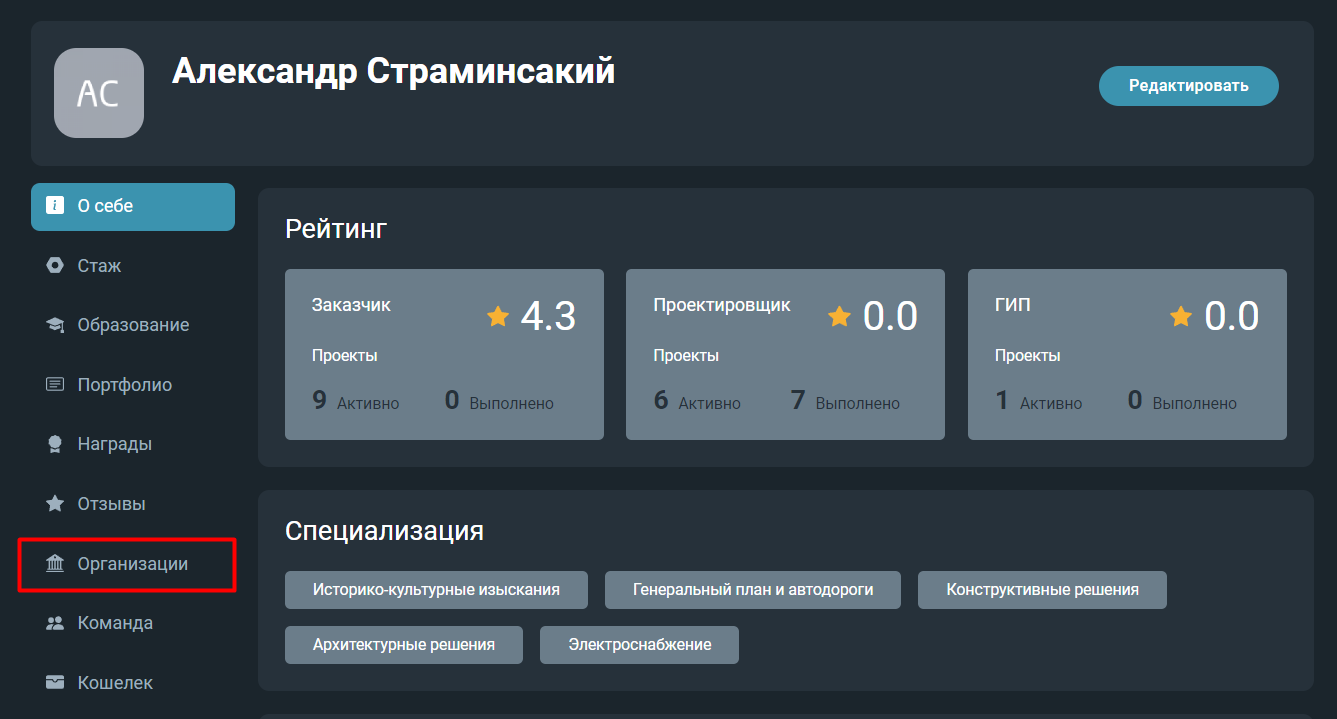 АС
Александр Страминсакий
Редактировать
О себе
Стаж
Образование
Портфолио
Награды
Отзывы
Организации
Команда
Кошелек
Рейтинг
Заказчик 4.3
Проекты
9 Активно 0 Выполнено
Проектировщик 0.0
Проекты
6 Активно 7 Выполнено
ГИП 0.0
Проекты
1 Активно 0 Выполнено
Специализация
Историко-культурные изыскания
Генеральный план и автодороги
Конструктивные решения
Архитектурные решения
Электроснабжение